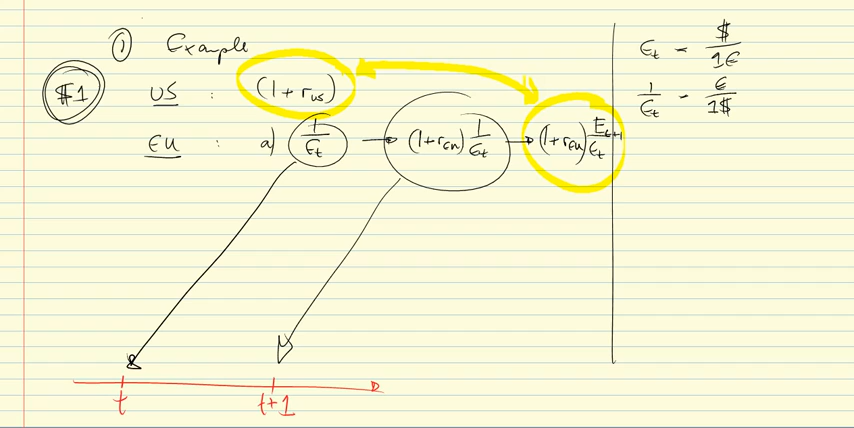 ① Example
$1 US : (1 + r_US)
EU : a) 1/E_t → (1 + r_EU) 1/E_t → (1 + r_EU) E_t+1/E_t
t t+1
E_t = $/1€
1/E_t = €/1$